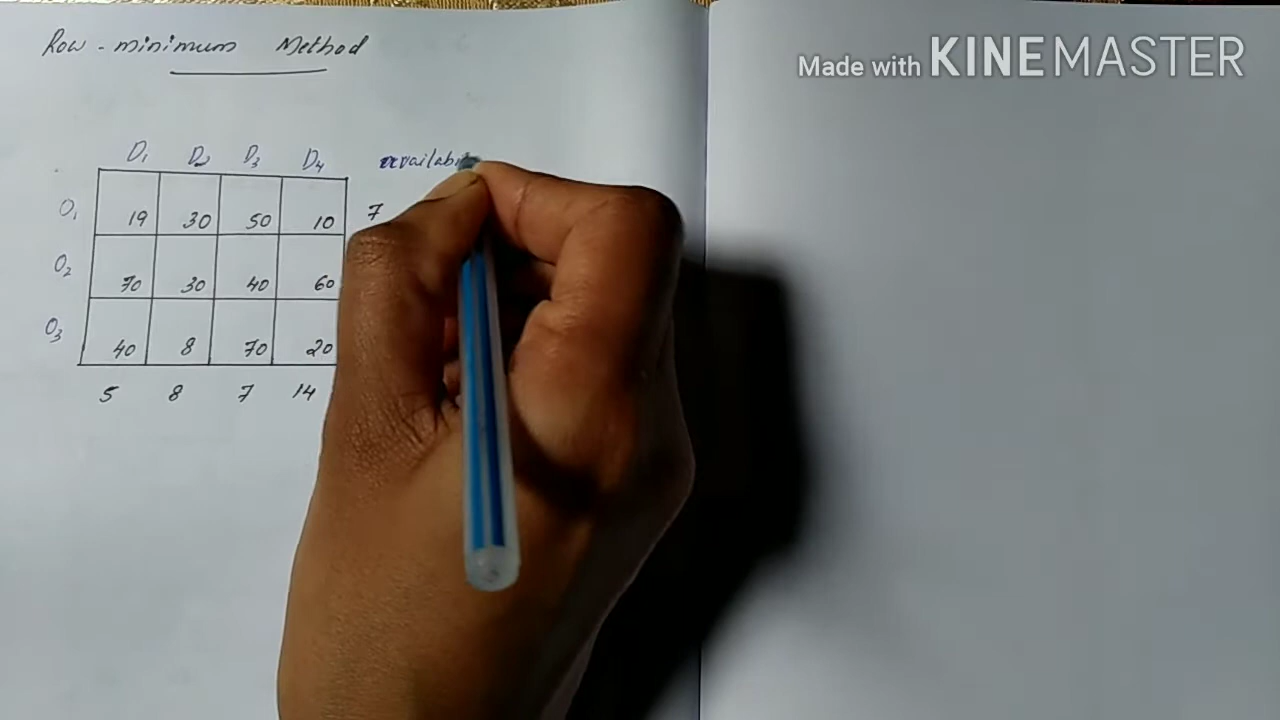 Row - minimum Method
Made with KINEMASTER
D1 D2 D3 D4
O1 19 30 50 10 7
O2 70 30 40 60
O3 40 8 70 20
5 8 7 14